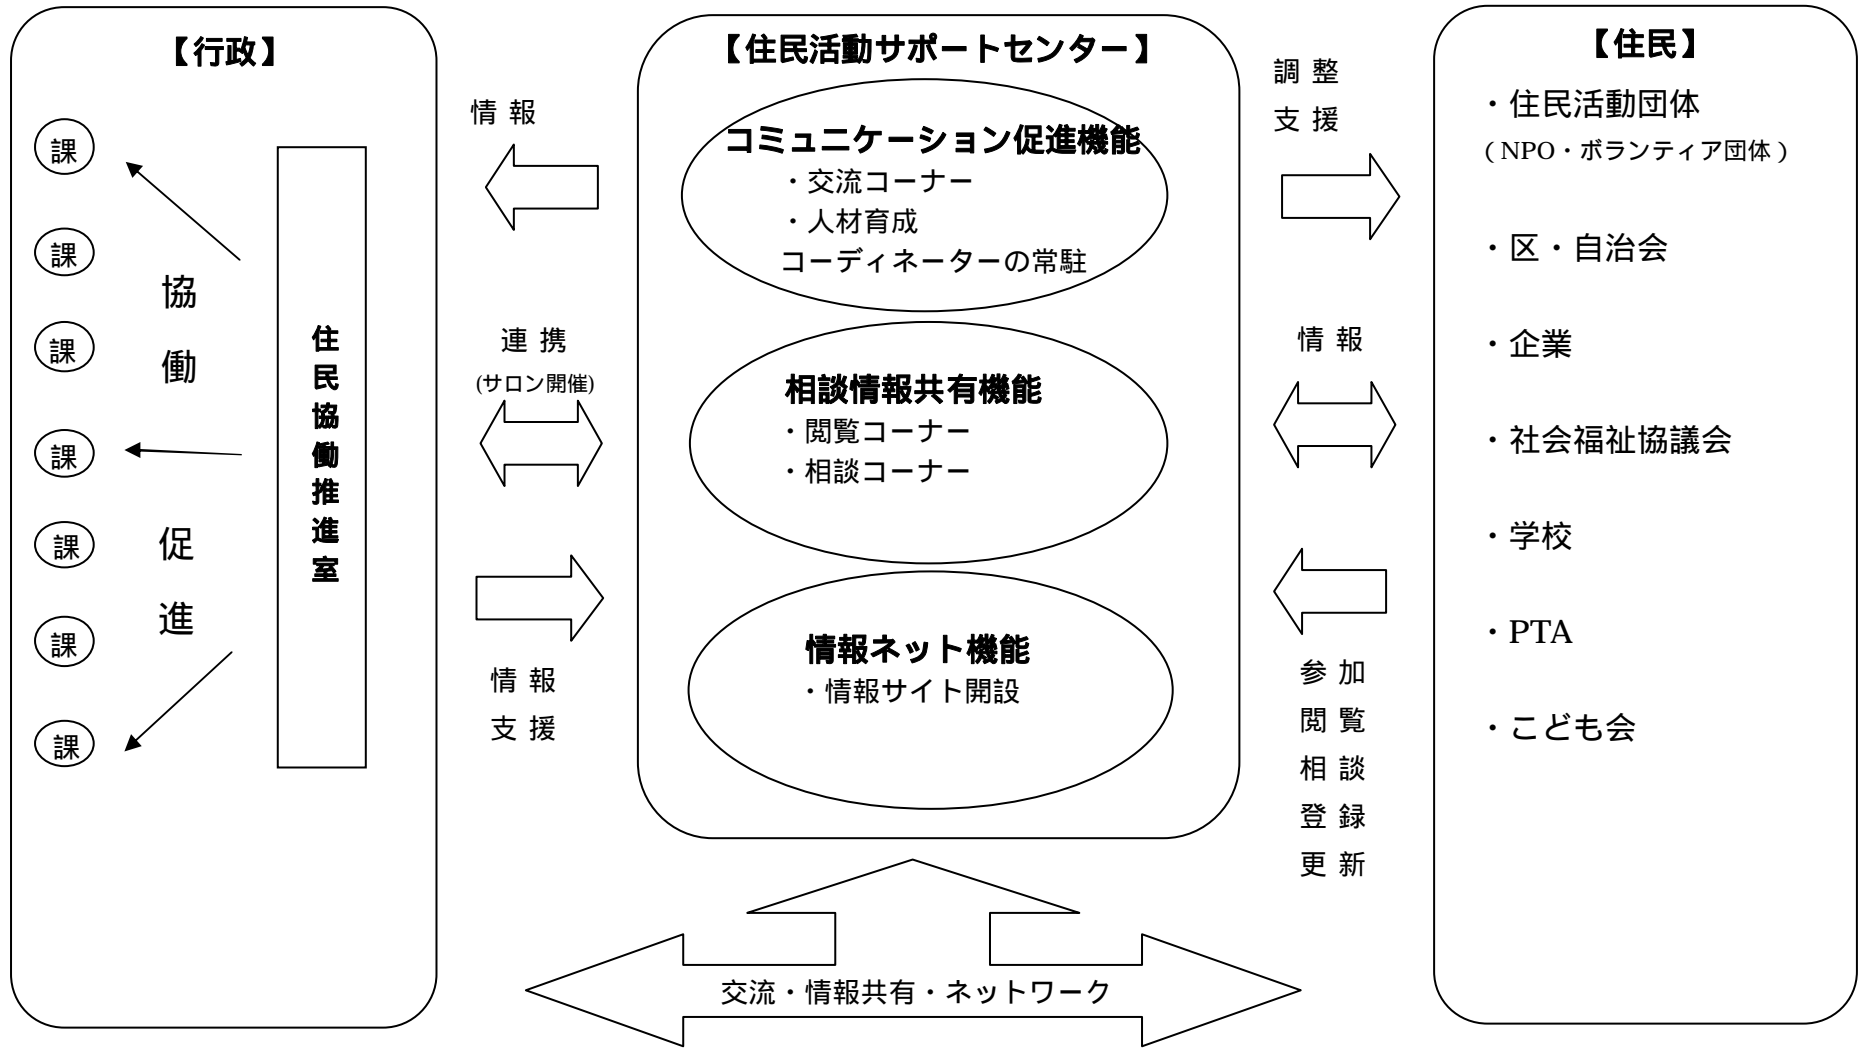 【行政】
課
課
課
課
課
課
課
協働
促進
住民協働推進室
情報
連携
(サロン開催)
情報
支援
【住民活動サポートセンター】
コミュニケーション促進機能
・交流コーナー
・人材育成
コーディネーターの常駐
相談情報共有機能
・閲覧コーナー
・相談コーナー
情報ネット機能
・情報サイト開設
調整
支援
情報
参加
閲覧
相談
登録
更新
【住民】
・住民活動団体
（NPO・ボランティア団体）
・区・自治会
・企業
・社会福祉協議会
・学校
・PTA
・こども会
交流・情報共有・ネットワーク